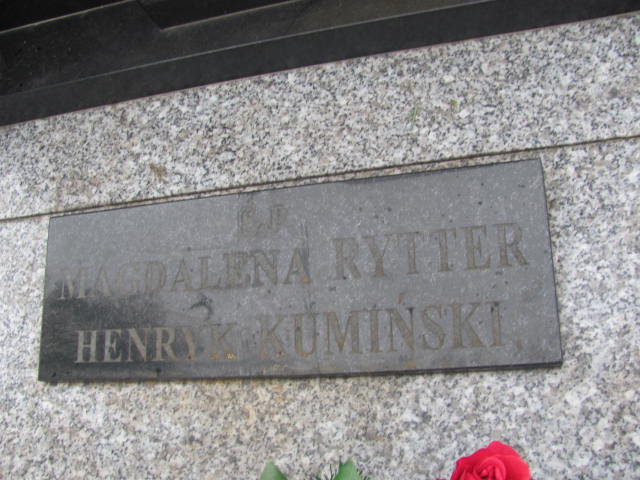 Ś.P.
MAGDALENA RYTTER
HENRYK KUMIŃSKI